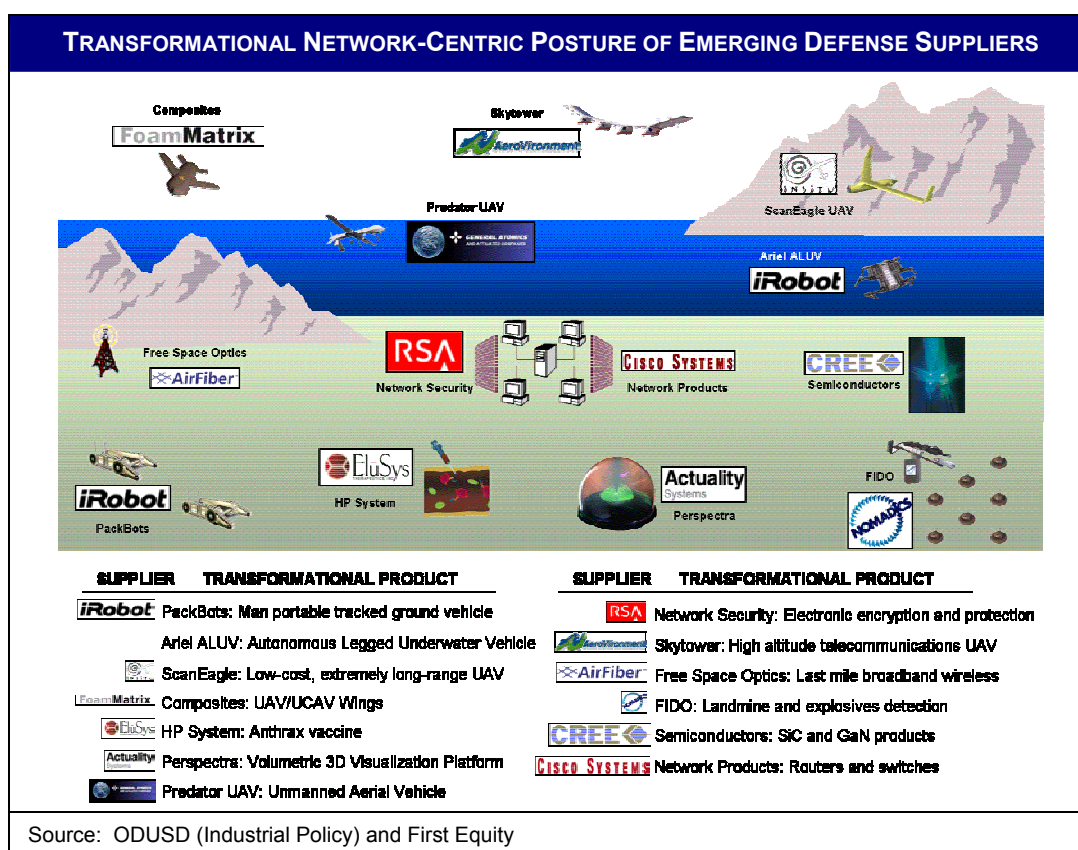 TRANSFORMATIONAL NETWORK-CENTRIC POSTURE OF EMERGING DEFENSE SUPPLIERS
Composites
FoamMatrix
Skytower
AeroVironment
INSITU
ScanEagle UAV
Predator UAV
GENERAL ATOMICS
AND AFFILIATED COMPANIES
Ariel ALUV
iRobot
Free Space Optics
AirFiber
RSA
Network Security
CISCO SYSTEMS
Network Products
CREE
Semiconductors
iRobot
PackBots
EluSys
THERAPEUTICS, INC.
HP System
Actuality
Systems
Perspectra
FIDO
NOMADICS
SUPPLIER TRANSFORMATIONAL PRODUCT
iRobot PackBots: Man portable tracked ground vehicle
Ariel ALUV: Autonomous Legged Underwater Vehicle
ScanEagle: Low-cost, extremely long-range UAV
FoamMatrix Composites: UAV/UCAV Wings
EluSys HP System: Anthrax vaccine
Actuality Systems Perspectra: Volumetric 3D Visualization Platform
Predator UAV: Unmanned Aerial Vehicle
SUPPLIER TRANSFORMATIONAL PRODUCT
RSA Network Security: Electronic encryption and protection
AeroVironment Skytower: High altitude telecommunications UAV
AirFiber Free Space Optics: Last mile broadband wireless
FIDO: Landmine and explosives detection
CREE Semiconductors: SiC and GaN products
CISCO SYSTEMS Network Products: Routers and switches
Source: ODUSD (Industrial Policy) and First Equity